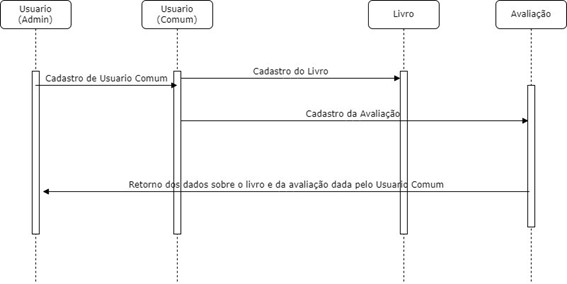 Usuario
(Admin)
Usuario
(Comum)
Livro
Avaliação
Cadastro do Livro
Cadastro de Usuario Comum
Cadastro da Avaliação
Retorno dos dados sobre o livro e da avaliação dada pelo Usuario Comum